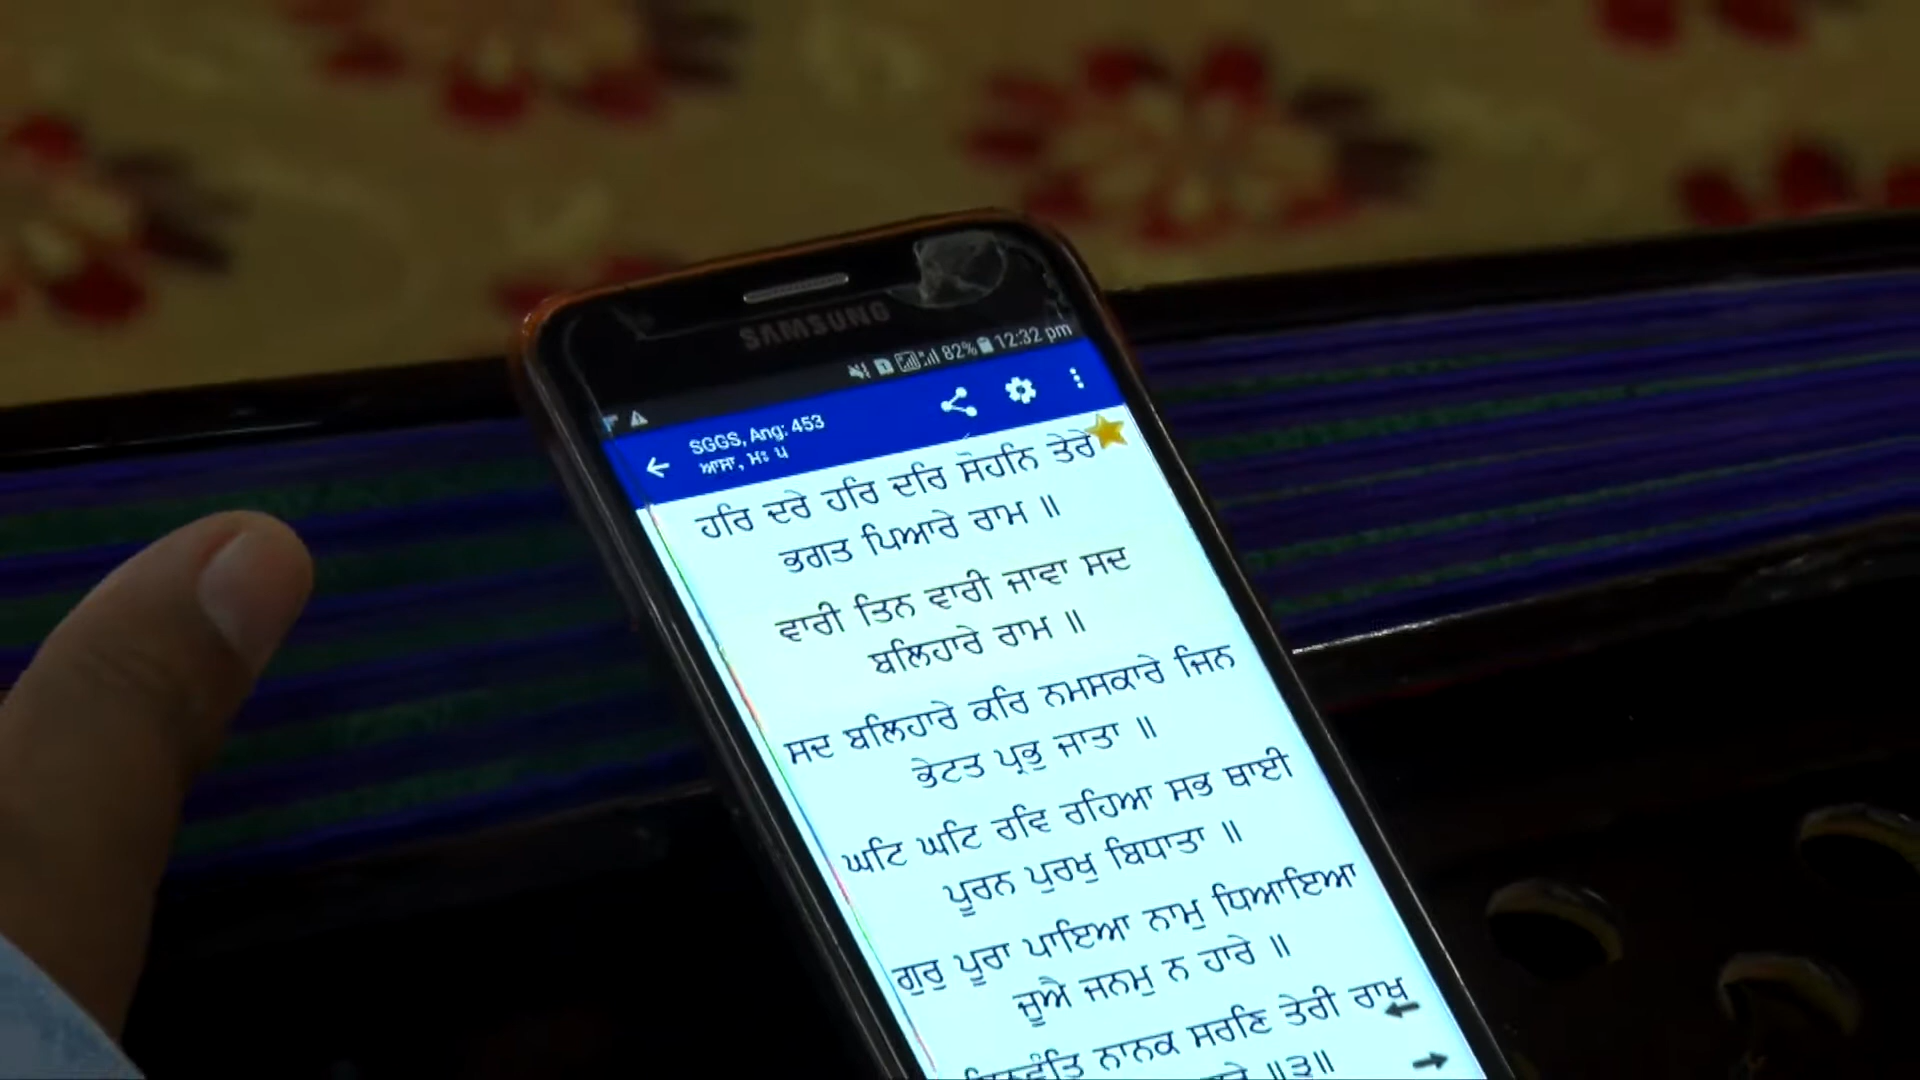 SAMSUNG
82% 12:32 pm
SGGS, Ang: 453
ਆਸਾ, ਮਃ ੫
ਹਰਿ ਦਰੇ ਹਰਿ ਦਰਿ ਸੋਹਨਿ ਤੇਰੇ
ਭਗਤ ਪਿਆਰੇ ਰਾਮ ॥
ਵਾਰੀ ਤਿਨ ਵਾਰੀ ਜਾਵਾ ਸਦ
ਬਲਿਹਾਰੇ ਰਾਮ ॥
ਸਦ ਬਲਿਹਾਰੇ ਕਰਿ ਨਮਸਕਾਰੇ ਜਿਨ
ਭੇਟਤ ਪ੍ਰਭੁ ਜਾਤਾ ॥
ਘਟਿ ਘਟਿ ਰਵਿ ਰਹਿਆ ਸਭ ਥਾਈ
ਪੂਰਨ ਪੁਰਖੁ ਬਿਧਾਤਾ ॥
ਗੁਰੁ ਪੂਰਾ ਪਾਇਆ ਨਾਮੁ ਧਿਆਇਆ
ਜੂਐ ਜਨਮੁ ਨ ਹਾਰੇ ॥
ਨਾਨਕ ਸਰਣਿ ਤੇਰੀ ਰਾਖੁ
॥੩॥